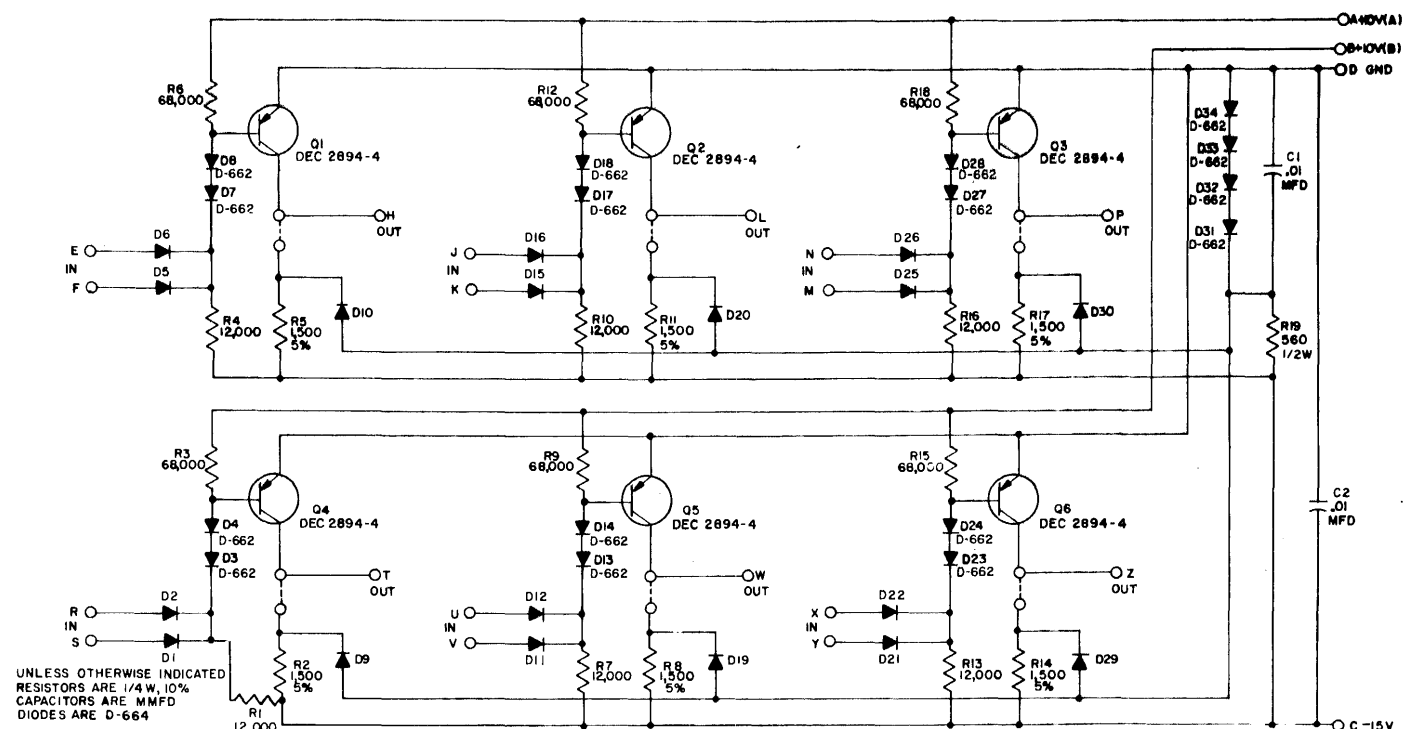 A+10V(A)
B+10V(B)
D GND
R6
68,000
Q1
DEC 2894-4
D8
D-662
D7
D-662
H
OUT
E
IN
F
D6
D5
R4
12,000
R5
1,500
5%
D10
R12
68,000
Q2
DEC 2894-4
D18
D-662
D17
D-662
L
OUT
J
IN
K
D16
D15
R10
12,000
R11
1,500
5%
D20
R18
68,000
Q3
DEC 2894-4
D28
D-662
D27
D-662
P
OUT
N
IN
M
D26
D25
R16
12,000
R17
1,500
5%
D30
D34
D-662
D33
D-662
D32
D-662
D31
D-662
C1
.01
MFD
R19
560
1/2W
R3
68,000
Q4
DEC 2894-4
D4
D-662
D3
D-662
T
OUT
R
IN
S
D2
D1
R2
1,500
5%
D9
R1
12,000
R9
68,000
Q5
DEC 2894-4
D14
D-662
D13
D-662
W
OUT
U
IN
V
D12
D11
R7
12,000
R8
1,500
5%
D19
R15
68,000
Q6
DEC 2894-4
D24
D-662
D23
D-662
Z
OUT
X
IN
Y
D22
D21
R13
12,000
R14
1,500
5%
D29
C2
.01
MFD
C -15V
UNLESS OTHERWISE INDICATED
RESISTORS ARE 1/4 W, 10%
CAPACITORS ARE MMFD
DIODES ARE D-664